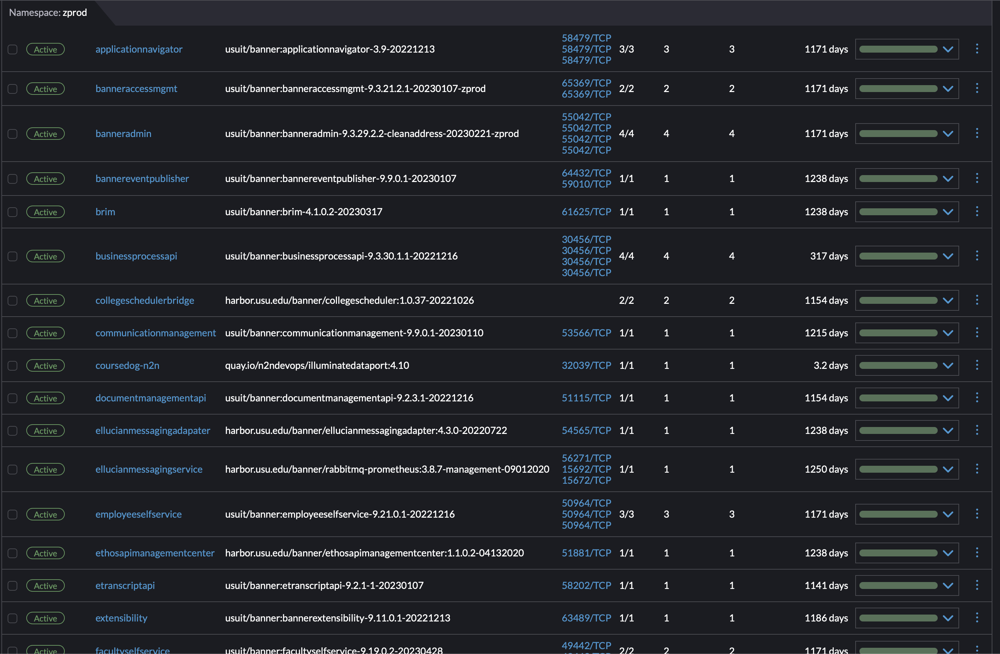 Namespace: zprod
Active applicationnavigator usuit/banner:applicationnavigator-3.9-20221213 58479/TCP 3/3 3 3 1171 days
58479/TCP
58479/TCP
Active banneraccessmgmt usuit/banner:banneraccessmgmt-9.3.21.2.1-20230107-zprod 65369/TCP 2/2 2 2 1171 days
65369/TCP
Active banneradmin usuit/banner:banneradmin-9.3.29.2.2-cleanaddress-20230221-zprod 55042/TCP 4/4 4 4 1171 days
55042/TCP
55042/TCP
55042/TCP
Active bannereventpublisher usuit/banner:bannereventpublisher-9.9.0.1-20230107 64432/TCP 1/1 1 1 1238 days
59010/TCP
Active brim usuit/banner:brim-4.1.0.2-20230317 61625/TCP 1/1 1 1 1238 days
Active businessprocessapi usuit/banner:businessprocessapi-9.3.30.1.1-20221216 30456/TCP 4/4 4 4 317 days
30456/TCP
30456/TCP
30456/TCP
Active collegeschedulerbridge harbor.usu.edu/banner/collegescheduler:1.0.37-20221026 2/2 2 2 1154 days
Active communicationmanagement usuit/banner:communicationmanagement-9.9.0.1-20230110 53566/TCP 1/1 1 1 1215 days
Active coursedog-n2n quay.io/n2ndevops/illuminatedataport:4.10 32039/TCP 1/1 1 1 3.2 days
Active documentmanagementapi usuit/banner:documentmanagementapi-9.2.3.1-20221216 51115/TCP 1/1 1 1 1154 days
Active ellucianmessagingadapater harbor.usu.edu/banner/ellucianmessagingadapter:4.3.0-20220722 54565/TCP 1/1 1 1 1238 days
Active ellucianmessagingservice harbor.usu.edu/banner/rabbitmq-prometheus:3.8.7-management-09012020 56271/TCP 1/1 1 1 1250 days
15692/TCP
15672/TCP
Active employeeselfservice usuit/banner:employeeselfservice-9.21.0.1-20221216 50964/TCP 3/3 3 3 1171 days
50964/TCP
50964/TCP
Active ethosapimanagementcenter harbor.usu.edu/banner/ethosapimanagementcenter:1.1.0.2-04132020 51881/TCP 1/1 1 1 1238 days
Active etranscriptapi usuit/banner:etranscriptapi-9.2.1-1-20230107 58202/TCP 1/1 1 1 1141 days
Active extensibility usuit/banner:bannerextensibility-9.11.0.1-20221213 63489/TCP 1/1 1 1 1186 days
Active facultyselfservice usuit/banner:facultyselfservice-9.19.0.2-20230428 49442/TCP 2/2 2 2 1171 days